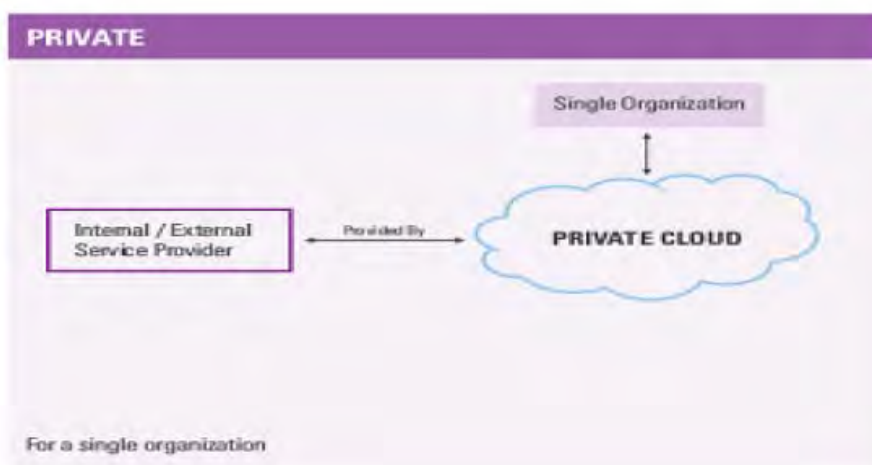 PRIVATE
Single Organization
Internal / External
Service Provider
Provided By
PRIVATE CLOUD
For a single organization